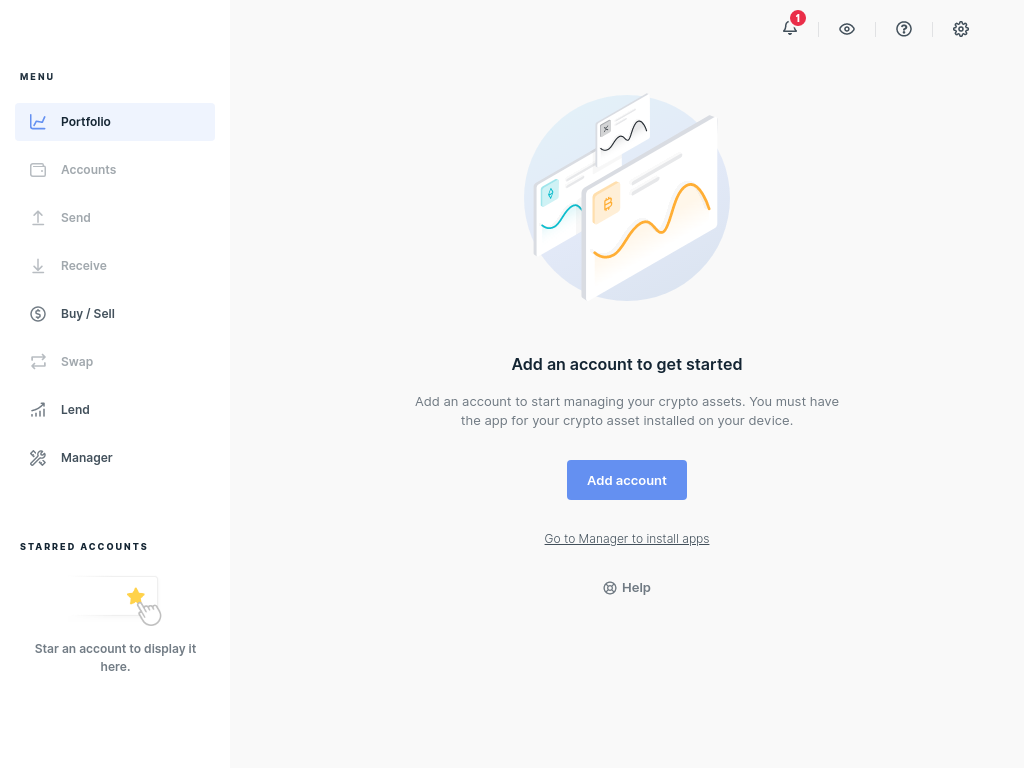 1
MENU
Portfolio
Accounts
Send
Receive
Buy / Sell
Swap
Lend
Manager
STARRED ACCOUNTS
Star an account to display it
here.
Add an account to get started
Add an account to start managing your crypto assets. You must have
the app for your crypto asset installed on your device.
Add account
Go to Manager to install apps
Help